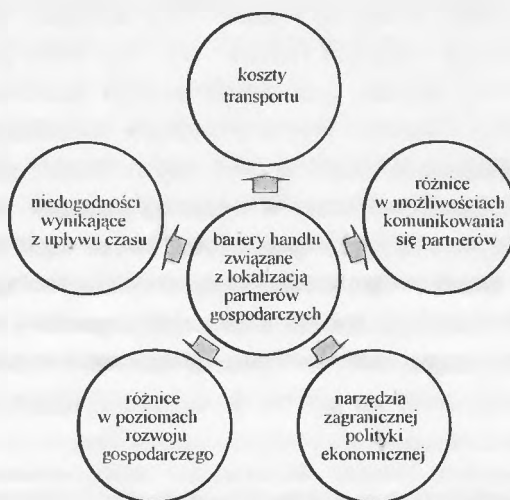 koszty
transportu
niedogodności
wynikające
z upływu czasu
różnice
w możliwościach
komunikowania
się partnerów
bariery handlu
związane
z lokalizacją
partnerów
gospodarczych
różnice
w poziomach
rozwoju
gospodarczego
narzędzia
zagranicznej
polityki
ekonomicznej